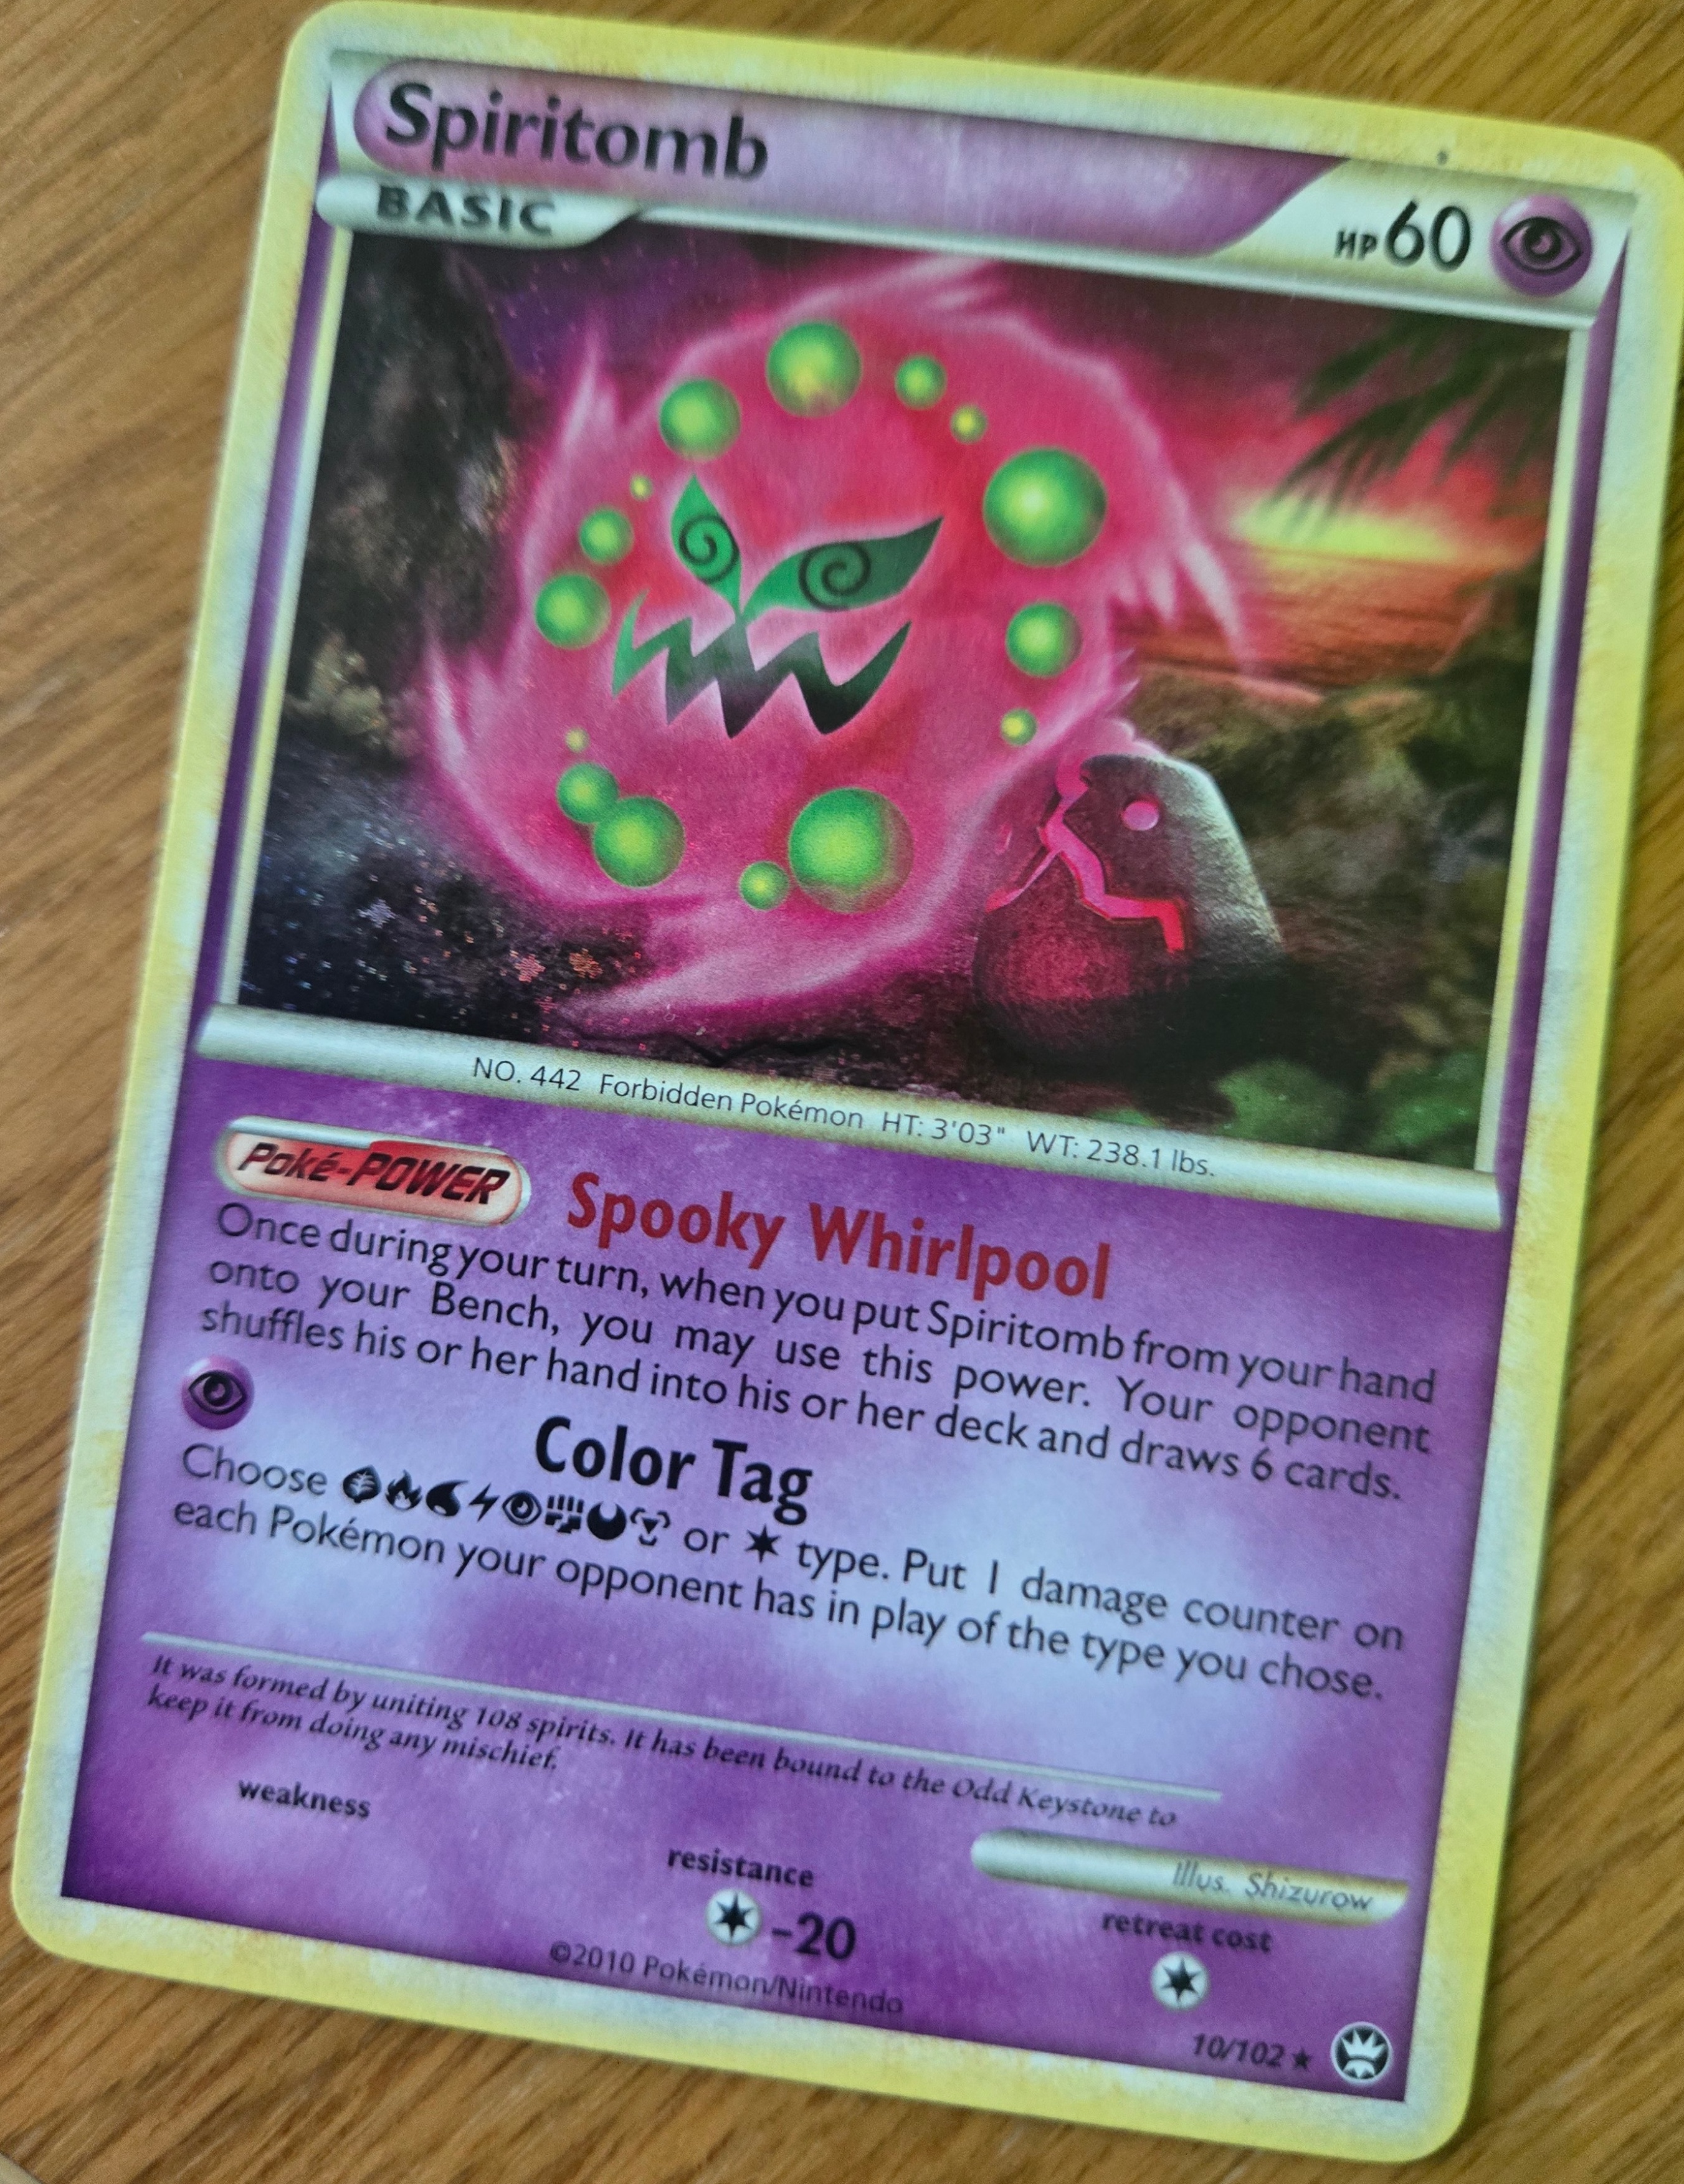 Spiritomb
BASIC
HP 60
NO. 442 Forbidden Pokémon HT: 3'03" WT: 238.1 lbs.
Poké-POWER Spooky Whirlpool
Once during your turn, when you put Spiritomb from your hand
onto your Bench, you may use this power. Your opponent
shuffles his or her hand into his or her deck and draws 6 cards.
Color Tag
Choose or type. Put 1 damage counter on
each Pokémon your opponent has in play of the type you chose.
It was formed by uniting 108 spirits. It has been bound to the Odd Keystone to
keep it from doing any mischief.
Illus. Shizurow
weakness
resistance
-20
retreat cost
©2010 Pokémon/Nintendo
10/102 ★